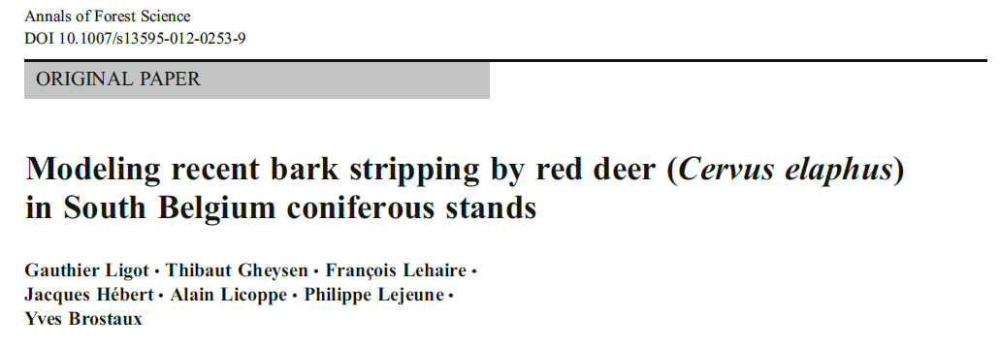 Annals of Forest Science
DOI 10.1007/s13595-012-0253-9
ORIGINAL PAPER
Modeling recent bark stripping by red deer (Cervus elaphus)
in South Belgium coniferous stands
Gauthier Ligot • Thibaut Gheysen • François Lehaire •
Jacques Hébert • Alain Licoppe • Philippe Lejeune •
Yves Brostaux